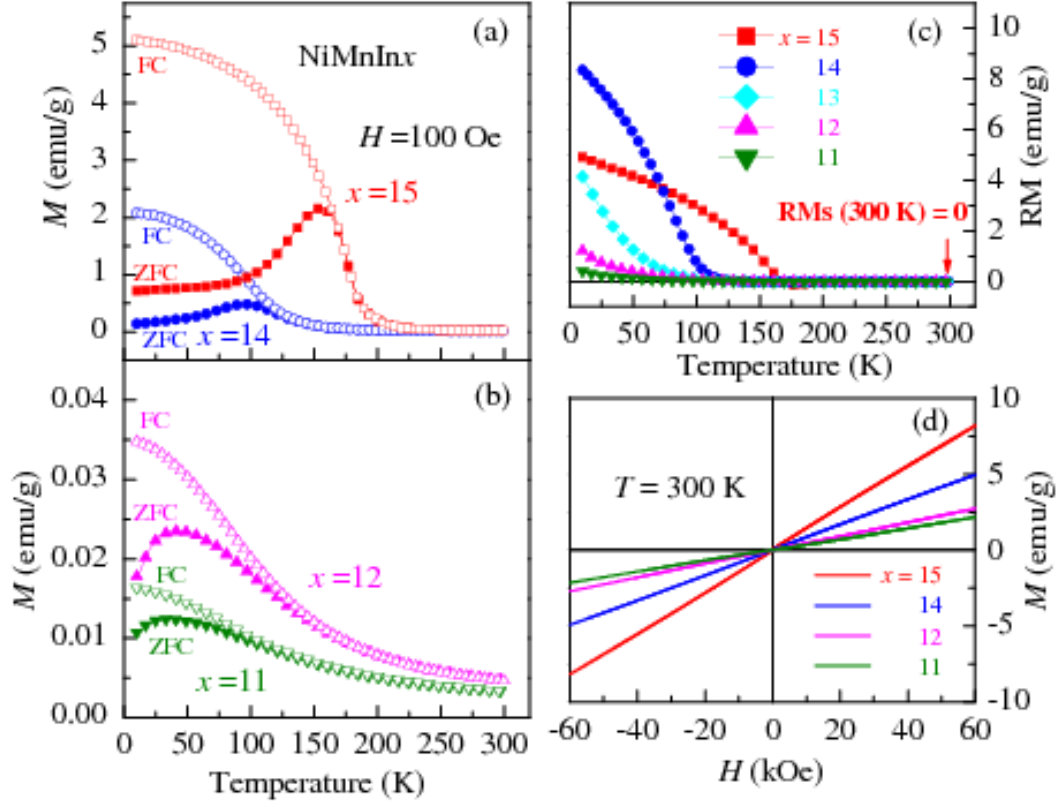 (a)
NiMnInx
H =100 Oe
FC
x =15
FC
ZFC
ZFC
x =14
5
4
3
2
1
0
M (emu/g)
(b)
FC
ZFC
x =12
FC
ZFC
x =11
0.04
0.03
0.02
0.01
0.00
M (emu/g)
0 50 100 150 200 250 300
Temperature (K)
(c)
x = 15
14
13
12
11
RMs (300 K) = 0
10
8
6
4
2
0
RM (emu/g)
0 50 100 150 200 250 300
Temperature (K)
(d)
T = 300 K
x = 15
14
12
11
10
5
0
-5
-10
M (emu/g)
-60 -40 -20 0 20 40 60
H (kOe)